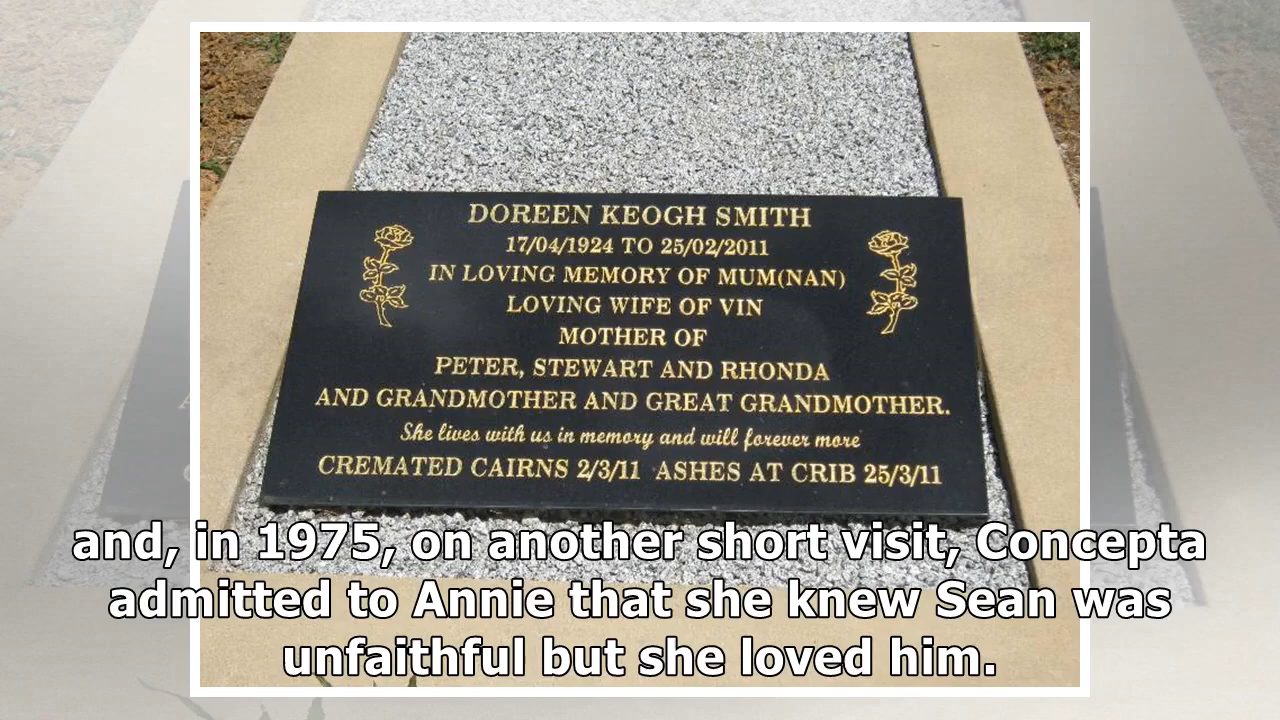 DOREEN KEOGH SMITH
17/04/1924 TO 25/02/2011
IN LOVING MEMORY OF MUM(NAN)
LOVING WIFE OF VIN
MOTHER OF
PETER, STEWART AND RHONDA
AND GRANDMOTHER AND GREAT GRANDMOTHER.
She lives with us in memory and will forever more
CREMATED CAIRNS 2/3/11 ASHES AT CRIB 25/3/11
and, in 1975, on another short visit, Concepta
admitted to Annie that she knew Sean was
unfaithful but she loved him.